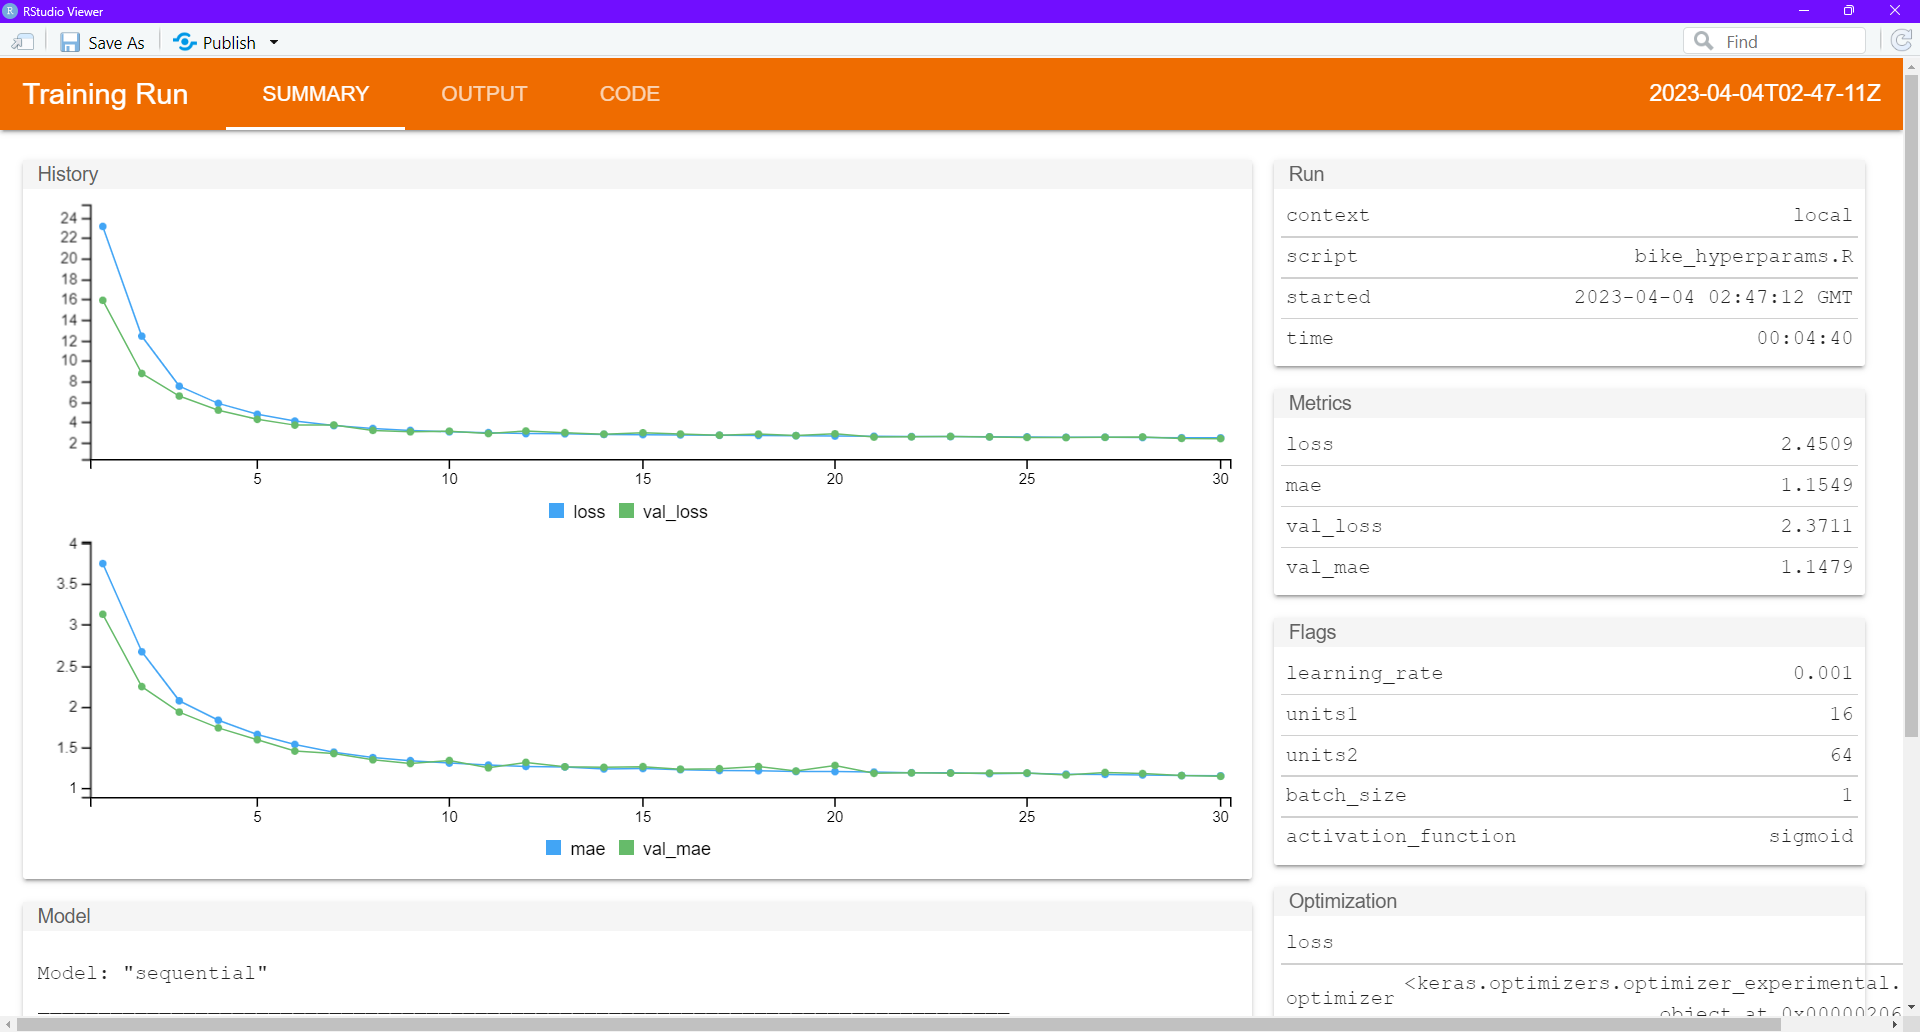 RStudio Viewer
Save As
Publish
Find
Training Run SUMMARY OUTPUT CODE 2023-04-04T02-47-11Z
History
24
22
20
18
16
14
12
10
8
6
4
2
5 10 15 20 25 30
loss val_loss
4
3.5
3
2.5
2
1.5
1
5 10 15 20 25 30
mae val_mae
Model
Model: "sequential"
Run
context local
script bike_hyperparams.R
started 2023-04-04 02:47:12 GMT
time 00:04:40
Metrics
loss 2.4509
mae 1.1549
val_loss 2.3711
val_mae 1.1479
Flags
learning_rate 0.001
units1 16
units2 64
batch_size 1
activation_function sigmoid
Optimization
loss
optimizer <keras.optimizers.optimizer_experimental.
object at 0x00000206